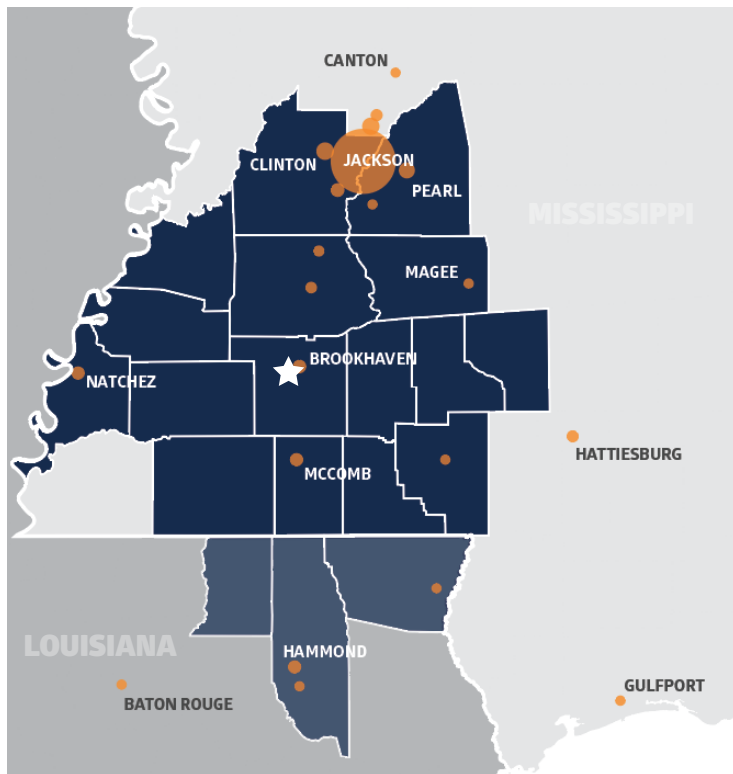 CANTON
JACKSON
CLINTON
PEARL
MISSISSIPPI
MAGEE
BROOKHAVEN
NATCHEZ
HATTIESBURG
MCCOMB
LOUISIANA
HAMMOND
GULFPORT
BATON ROUGE